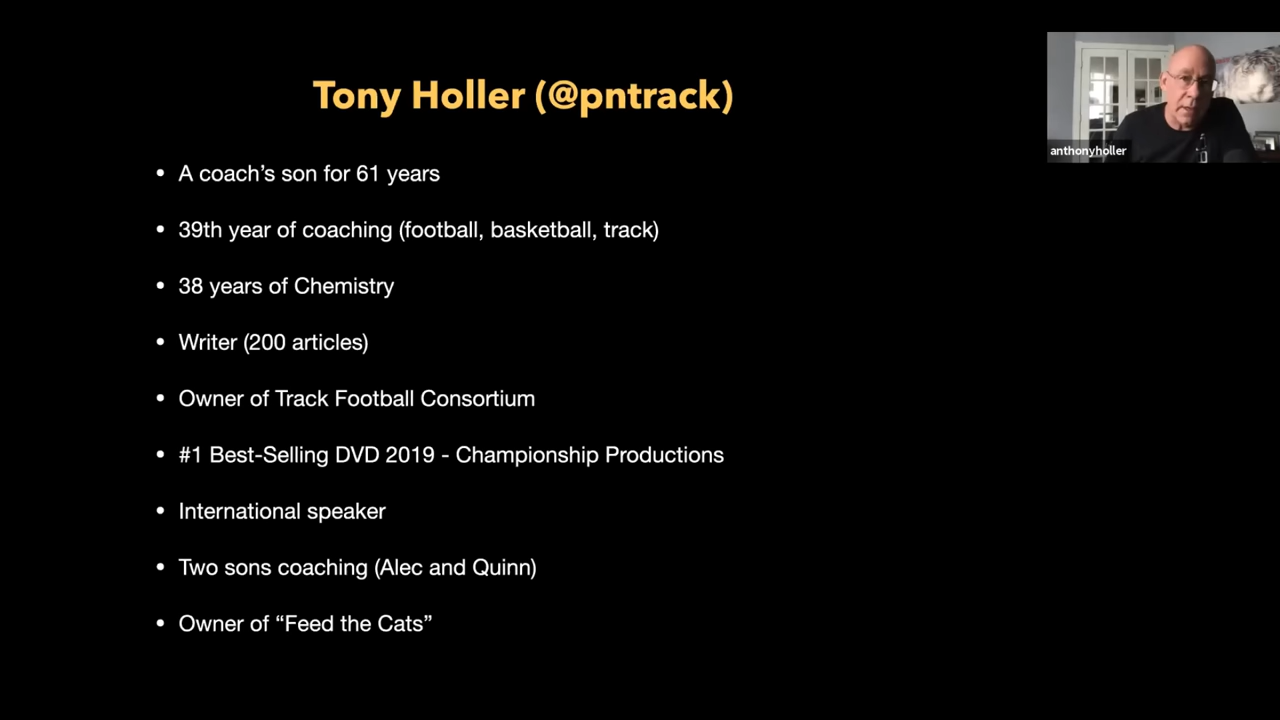 Tony Holler (@pntrack)
• A coach’s son for 61 years
• 39th year of coaching (football, basketball, track)
• 38 years of Chemistry
• Writer (200 articles)
• Owner of Track Football Consortium
• #1 Best-Selling DVD 2019 - Championship Productions
• International speaker
• Two sons coaching (Alec and Quinn)
• Owner of “Feed the Cats”
anthonyholler